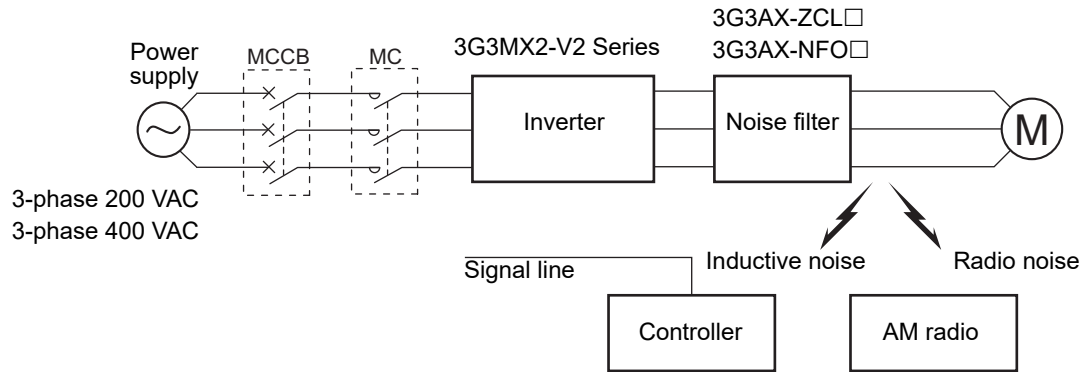 3G3AX-ZCL□
3G3AX-NFO□
3G3MX2-V2 Series
Power
supply
MCCB
MC
Inverter
Noise filter
M
3-phase 200 VAC
3-phase 400 VAC
Signal line
Inductive noise
Radio noise
Controller
AM radio